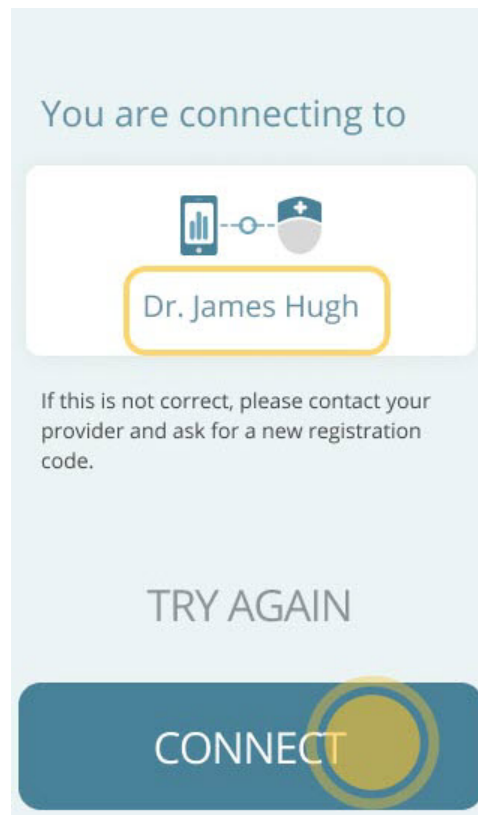 You are connecting to
Dr. James Hugh
If this is not correct, please contact your
provider and ask for a new registration
code.
TRY AGAIN
CONNECT